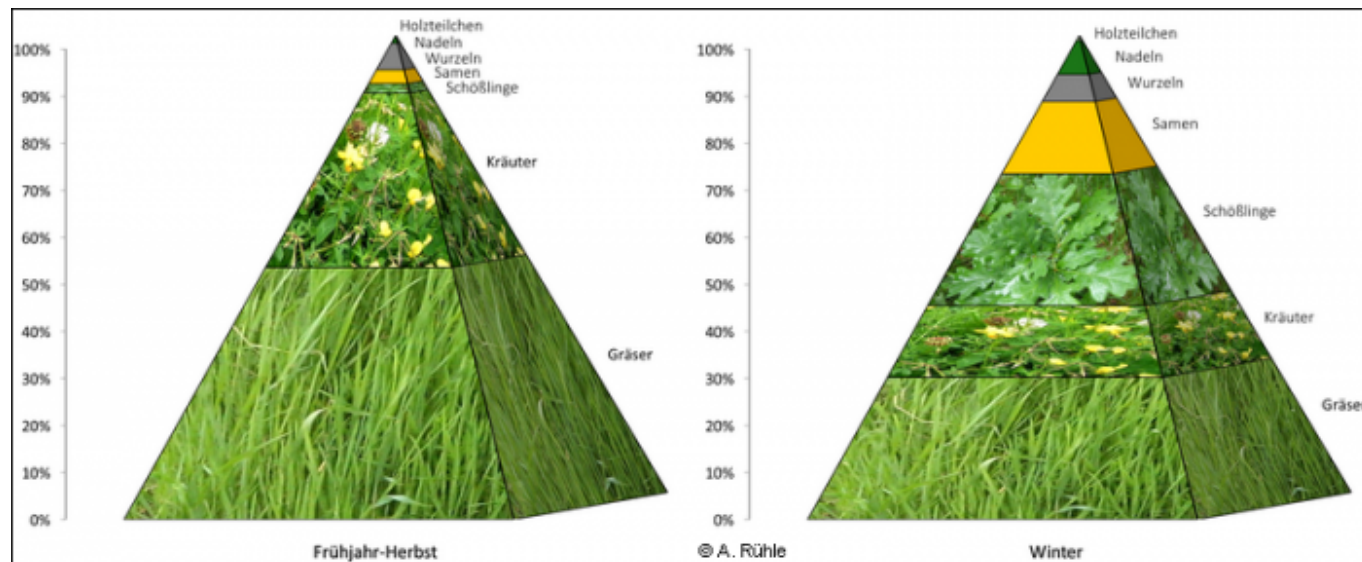 Holzteilchen
Nadeln
Wurzeln
Samen
Schößlinge
Kräuter
Gräser
100%
90%
80%
70%
60%
50%
40%
30%
20%
10%
0%
Frühjahr-Herbst
© A. Rühle
Holzteilchen
Nadeln
Wurzeln
Samen
Schößlinge
Kräuter
Gräser
100%
90%
80%
70%
60%
50%
40%
30%
20%
10%
0%
Winter